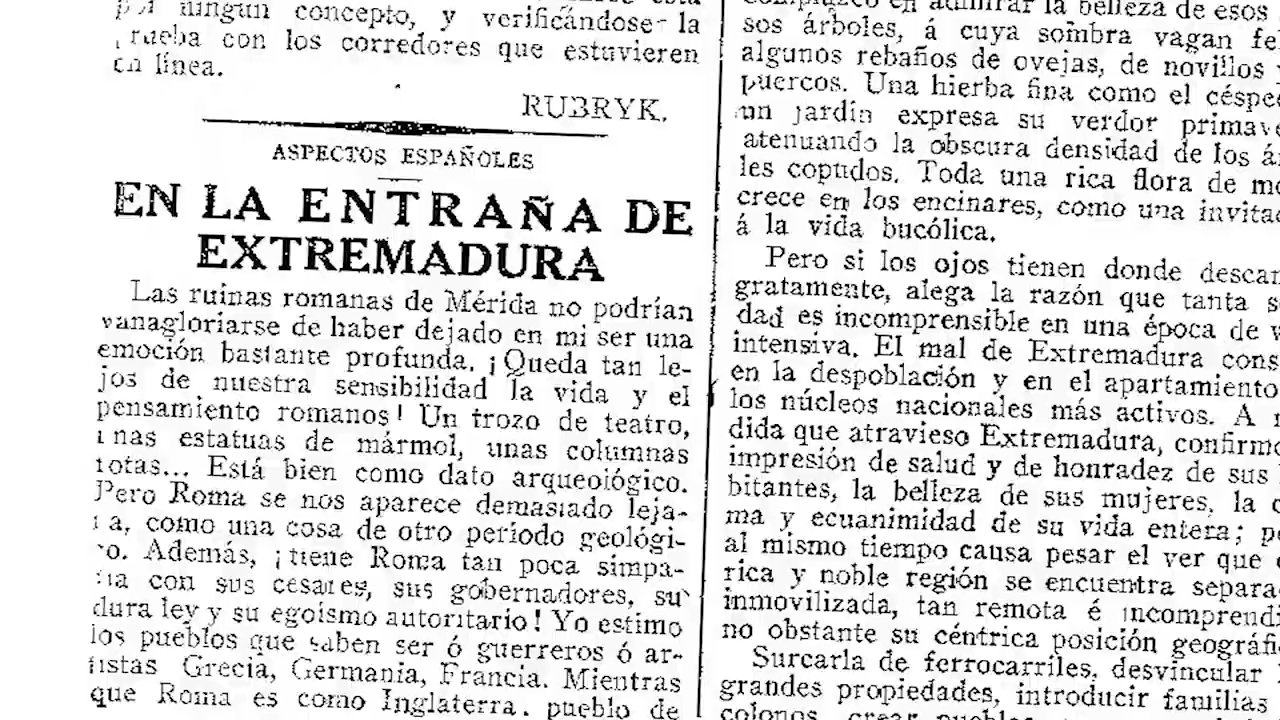 por ningún concepto, y verificándose la
prueba con los corredores que estuvieren
en línea.
RUBRYK.
ASPECTOS ESPAÑOLES
EN LA ENTRAÑA DE
EXTREMADURA
Las ruinas romanas de Mérida no podrían
vanagloriarse de haber dejado en mi ser una
emoción bastante profunda. ¡Queda tan le-
jos de nuestra sensibilidad la vida y el
pensamiento romanos! Un trozo de teatro,
unas estatuas de mármol, unas columnas
rotas... Está bien como dato arqueológico.
Pero Roma se nos aparece demasiado leja-
na, como una cosa de otro período geológi-
co. Además, ¡tiene Roma tan poca simpa-
tía con sus césares, sus gobernadores, su
dura ley y su egoísmo autoritario! Yo estimo
los pueblos que saben ser ó guerreros ó ar-
tistas Grecia, Germania, Francia. Mientras
que Roma es como Inglaterra, pueblo de
en admirar la belleza de esos
sos árboles, á cuya sombra vagan
algunos rebaños de ovejas, de novillos
puercos. Una hierba fina como el
un jardín expresa su verdor
atenuando la obscura densidad de los
les copudos. Toda una rica flora de
crece en los encinares, como una
á la vida bucólica.
Pero si los ojos tienen donde
gratamente, alega la razón que tanta
dad es incomprensible en una época de
intensiva. El mal de Extremadura
en la despoblación y en el apartamiento
los núcleos nacionales más activos. A
dida que atravieso Extremadura,
impresión de salud y de honradez de sus
bitantes, la belleza de sus mujeres, la
ma y ecuanimidad de su vida entera;
al mismo tiempo causa pesar el ver que
rica y noble región se encuentra
inmovilizada, tan remota é
no obstante su céntrica posición
Surcarla de ferrocarriles, desvincular
grandes propiedades, introducir familias
colonos, crear